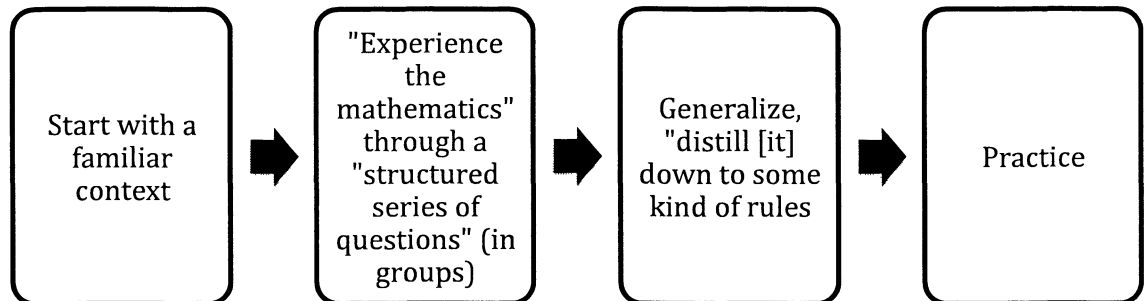 Start with a
familiar
context
"Experience
the
mathematics"
through a
"structured
series of
questions" (in
groups)
Generalize,
"distill [it]
down to some
kind of rules
Practice